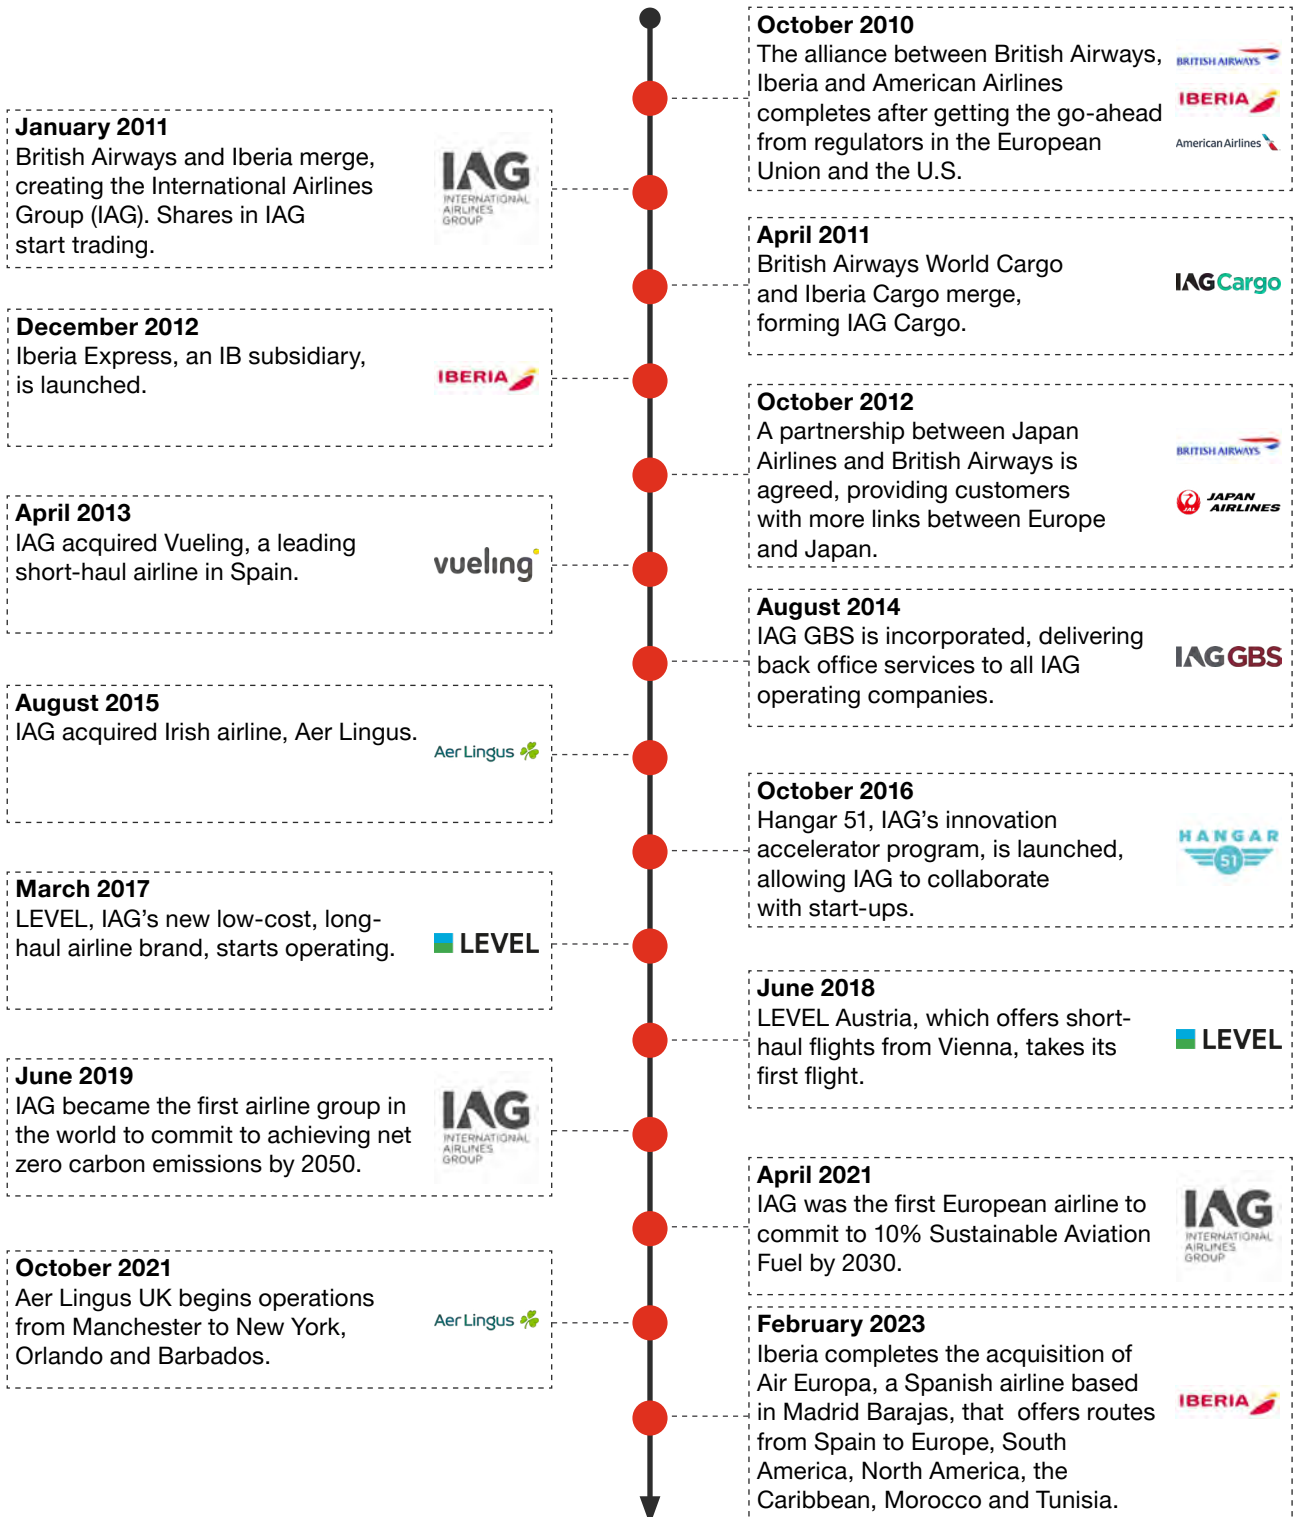 October 2010
The alliance between British Airways,
Iberia and American Airlines
completes after getting the go-ahead
from regulators in the European
Union and the U.S.
BRITISH AIRWAYS
IBERIA
American Airlines
January 2011
British Airways and Iberia merge,
creating the International Airlines
Group (IAG). Shares in IAG
start trading.
IAG
INTERNATIONAL
AIRLINES
GROUP
April 2011
British Airways World Cargo
and Iberia Cargo merge,
forming IAG Cargo.
IAGCargo
December 2012
Iberia Express, an IB subsidiary,
is launched.
IBERIA
October 2012
A partnership between Japan
Airlines and British Airways is
agreed, providing customers
with more links between Europe
and Japan.
BRITISH AIRWAYS
JAL
JAPAN
AIRLINES
April 2013
IAG acquired Vueling, a leading
short-haul airline in Spain.
vueling
August 2014
IAG GBS is incorporated, delivering
back office services to all IAG
operating companies.
IAGGBS
August 2015
IAG acquired Irish airline, Aer Lingus.
Aer Lingus
October 2016
Hangar 51, IAG’s innovation
accelerator program, is launched,
allowing IAG to collaborate
with start-ups.
HANGAR
51
March 2017
LEVEL, IAG’s new low-cost, long-
haul airline brand, starts operating.
LEVEL
June 2018
LEVEL Austria, which offers short-
haul flights from Vienna, takes its
first flight.
LEVEL
June 2019
IAG became the first airline group in
the world to commit to achieving net
zero carbon emissions by 2050.
IAG
INTERNATIONAL
AIRLINES
GROUP
April 2021
IAG was the first European airline to
commit to 10% Sustainable Aviation
Fuel by 2030.
IAG
INTERNATIONAL
AIRLINES
GROUP
October 2021
Aer Lingus UK begins operations
from Manchester to New York,
Orlando and Barbados.
Aer Lingus
February 2023
Iberia completes the acquisition of
Air Europa, a Spanish airline based
in Madrid Barajas, that offers routes
from Spain to Europe, South
America, North America, the
Caribbean, Morocco and Tunisia.
IBERIA